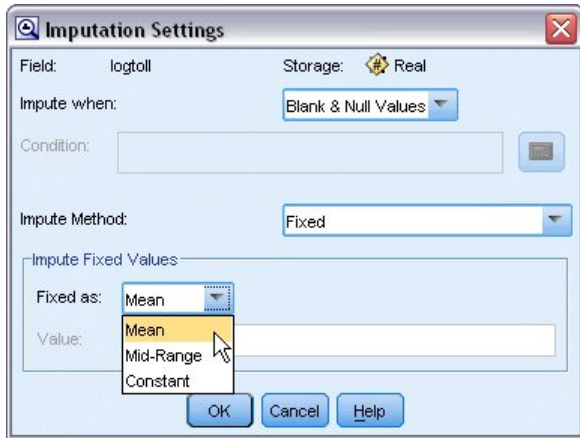 Imputation Settings
Field: logtoll Storage: Real
Impute when: Blank & Null Values
Condition:
Impute Method: Fixed
Impute Fixed Values
Fixed as: Mean
Mean
Value:
Mid-Range
Constant
OK Cancel Help